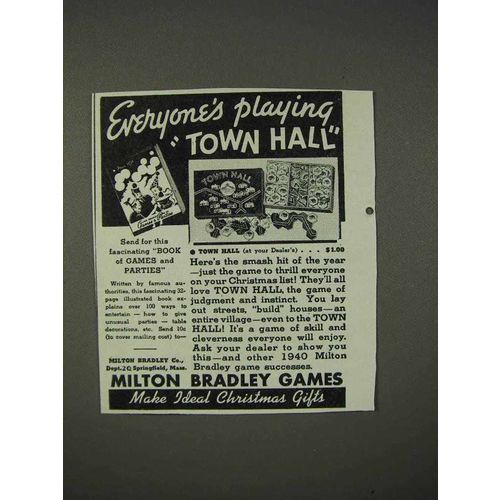 Everyone's playing
"TOWN HALL"
TOWN HALL
Send for this
fascinating "BOOK
of GAMES and
PARTIES"
Written by famous au-
thorities, this fascinating 32-
page illustrated book ex-
plains over 100 ways to
entertain — how to give
unusual parties — table
decorations, etc. Send 10c
(to cover mailing cost) to—
MILTON BRADLEY Co.,
Dept. 2G Springfield, Mass.
● TOWN HALL (at your Dealer's) . . . $1.00
Here's the smash hit of the year
—just the game to thrill everyone
on your Christmas list! They'll all
love TOWN HALL, the game of
judgment and instinct. You lay
out streets, "build" houses—an
entire village—even to the TOWN
HALL! It's a game of skill and
cleverness everyone will enjoy.
Ask your dealer to show you
this—and other 1940 Milton
Bradley game successes.
MILTON BRADLEY GAMES
Make Ideal Christmas Gifts